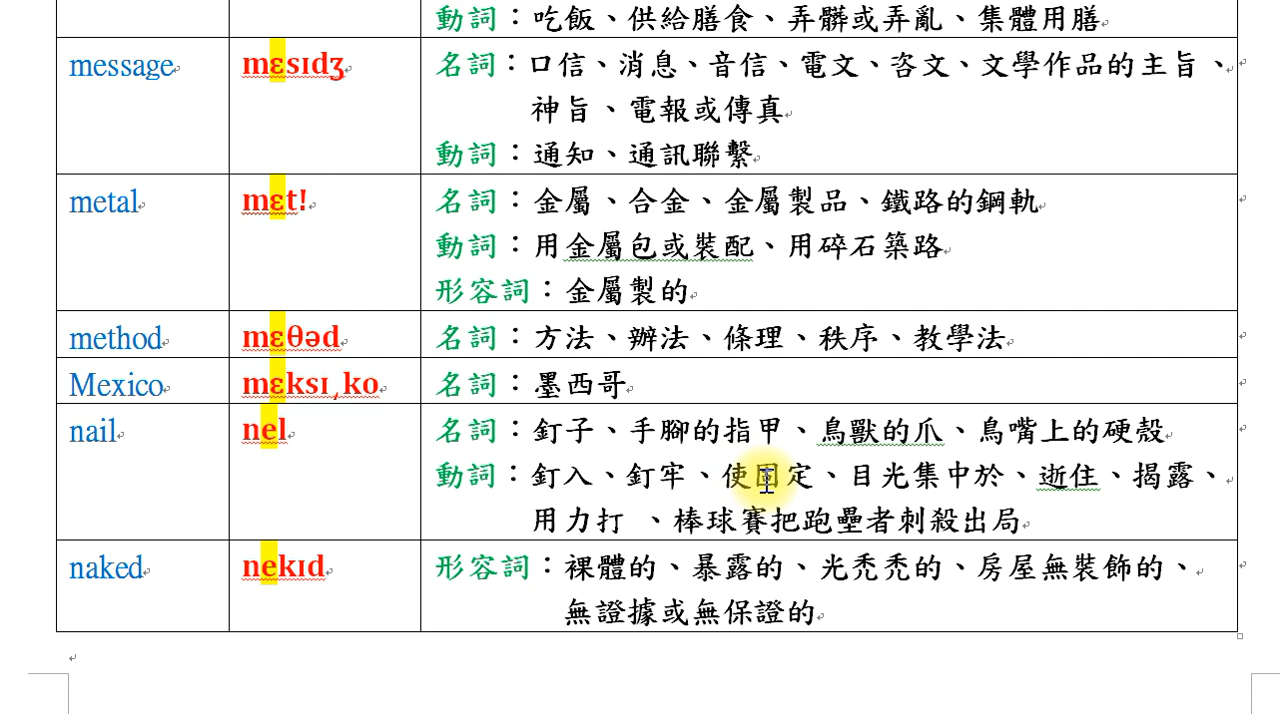 動詞：吃飯、供給膳食、弄髒或弄亂、集體用膳
message mɛsɪdʒ 名詞：口信、消息、音信、電文、咨文、文學作品的主旨、
神旨、電報或傳真
動詞：通知、通訊聯繫
metal mɛt! 名詞：金屬、合金、金屬製品、鐵路的鋼軌
動詞：用金屬包或裝配、用碎石築路
形容詞：金屬製的
method mɛθəd 名詞：方法、辦法、條理、秩序、教學法
Mexico mɛksɪ͵ko 名詞：墨西哥
nail nel 名詞：釘子、手腳的指甲、鳥獸的爪、鳥嘴上的硬殼
動詞：釘入、釘牢、使固定、目光集中於、逝住、揭露、
用力打 、棒球賽把跑壘者刺殺出局
naked nekɪd 形容詞：裸體的、暴露的、光禿禿的、房屋無裝飾的、
無證據或無保證的